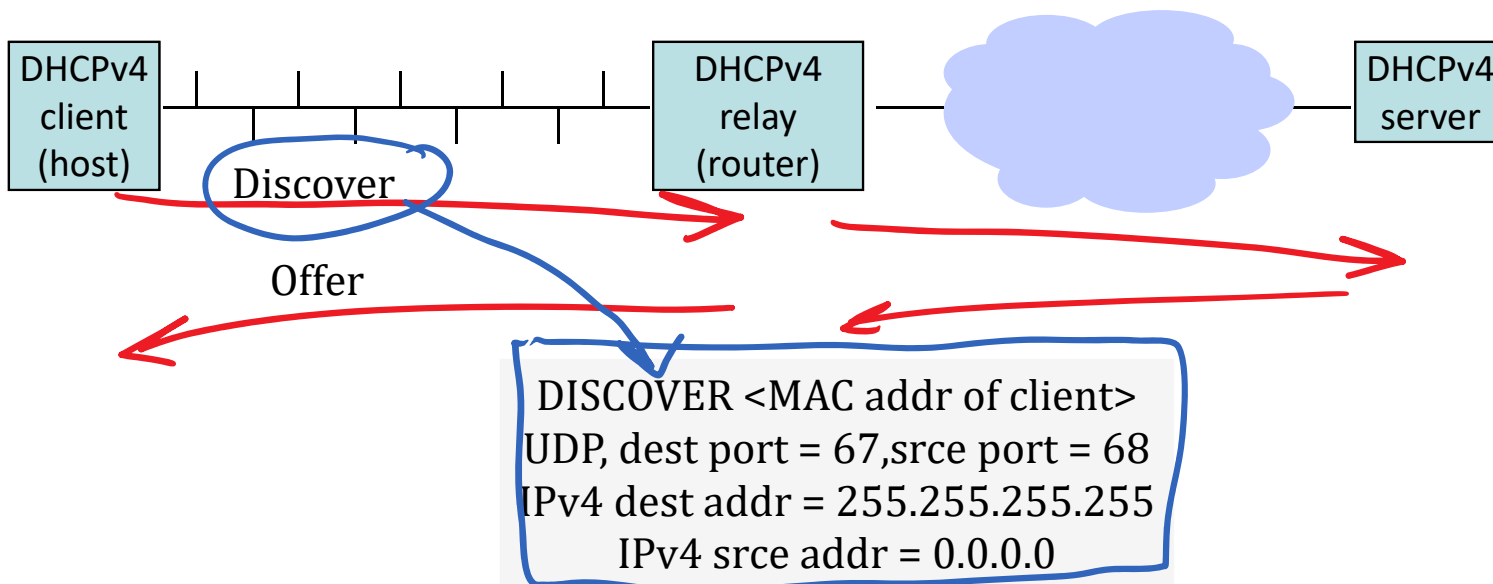 DHCPv4
client
(host)
DHCPv4
relay
(router)
DHCPv4
server
Discover
Offer
DISCOVER <MAC addr of client>
UDP, dest port = 67,srce port = 68
IPv4 dest addr = 255.255.255.255
IPv4 srce addr = 0.0.0.0